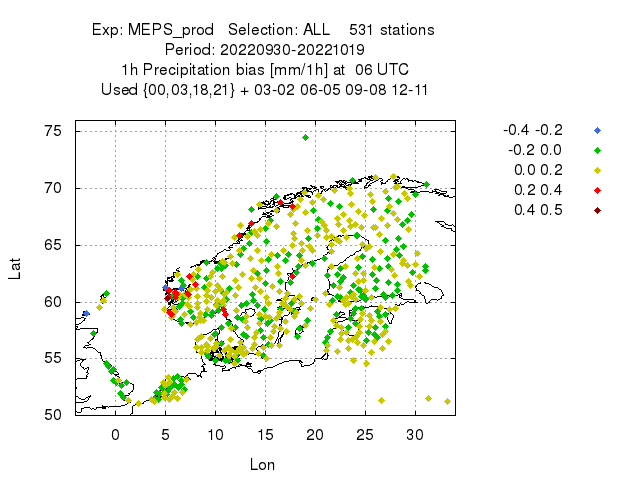 Exp: MEPS_prod   Selection: ALL    531 stations
Period: 20220930-20221019
1h Precipitation bias [mm/1h] at  06 UTC
Used {00,03,18,21} + 03-02 06-05 09-08 12-11
-0.4 -0.2
-0.2 0.0
0.0 0.2
0.2 0.4
0.4 0.5
Lat
75
70
65
60
55
50
0 5 10 15 20 25 30
Lon